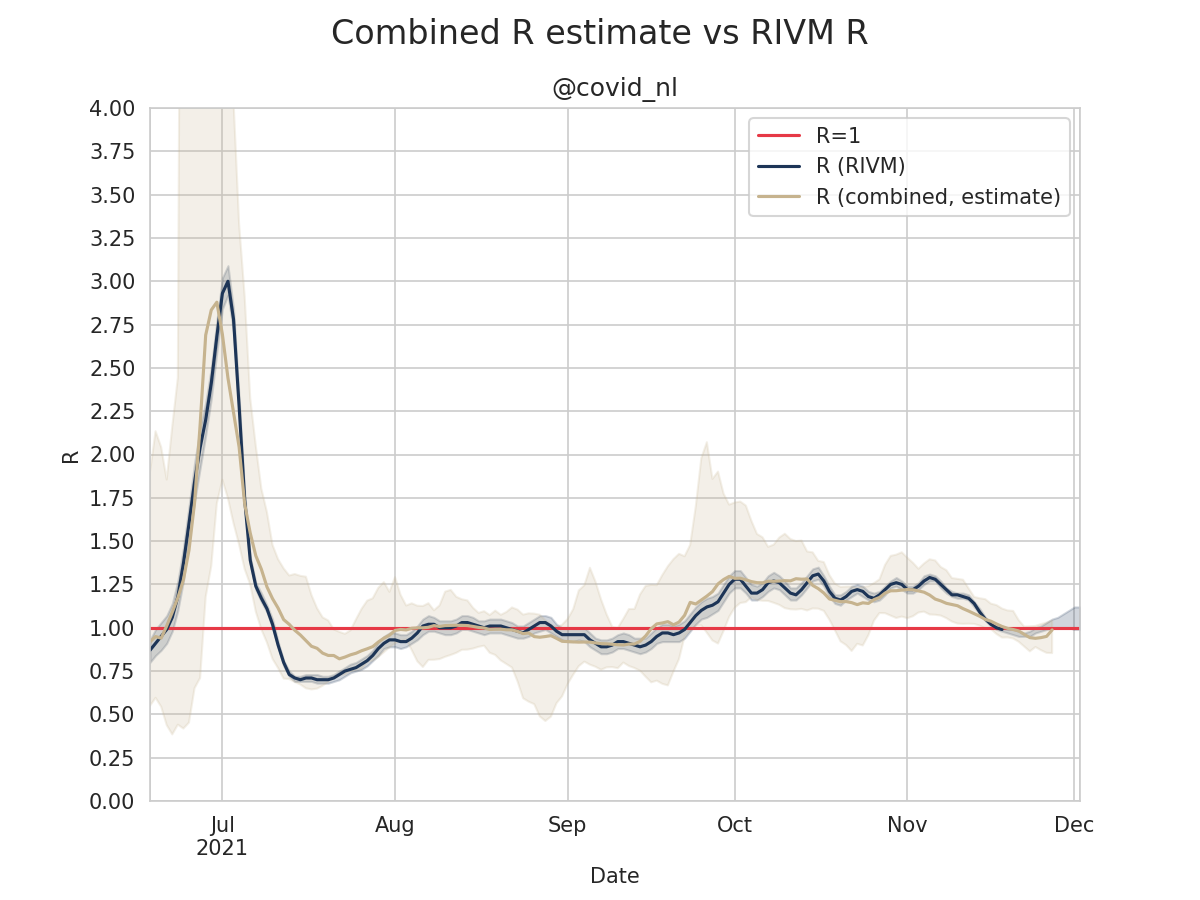 Combined R estimate vs RIVM R
@covid_nl
4.00
3.75
3.50
3.25
3.00
2.75
2.50
2.25
2.00
1.75
1.50
1.25
1.00
0.75
0.50
0.25
0.00
R
R=1
R (RIVM)
R (combined, estimate)
Jul Aug Sep Oct Nov Dec
2021
Date